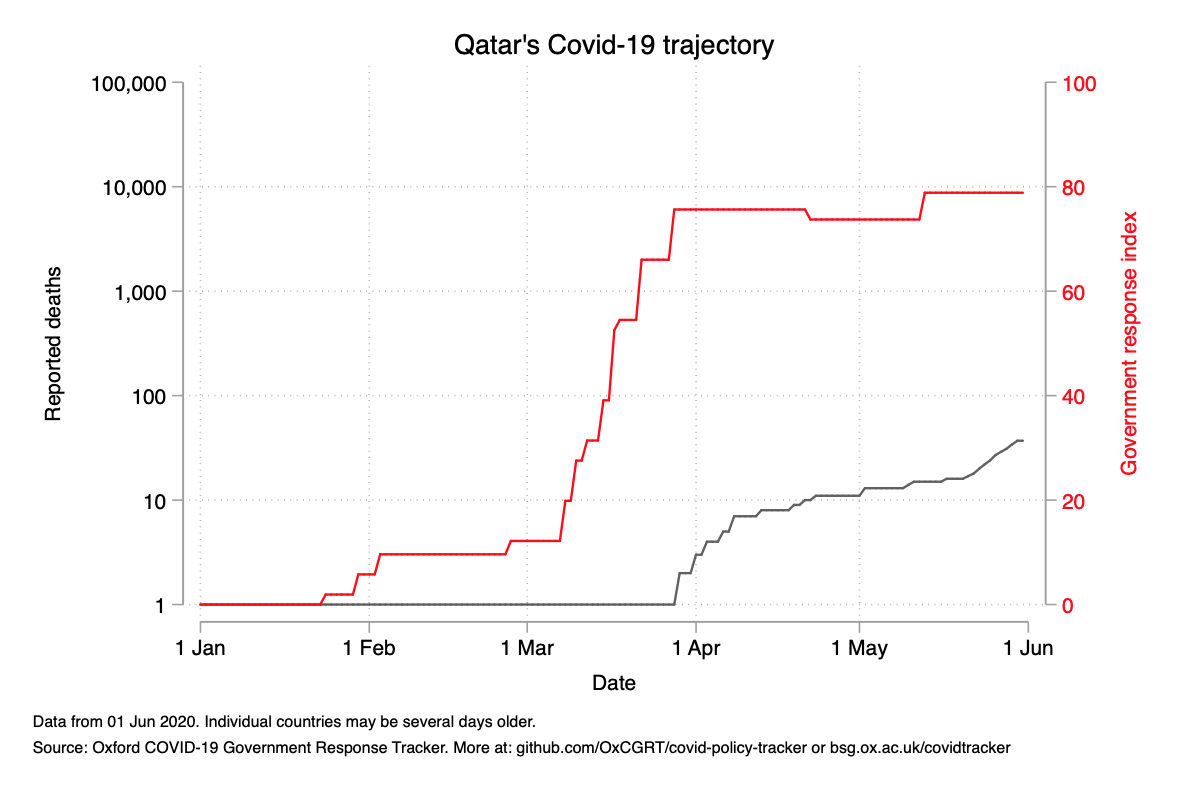 Qatar's Covid-19 trajectory
100,000
10,000
1,000
100
10
1
Reported deaths
100
80
60
40
20
0
Government response index
1 Jan 1 Feb 1 Mar 1 Apr 1 May 1 Jun
Date
Data from 01 Jun 2020. Individual countries may be several days older.
Source: Oxford COVID-19 Government Response Tracker. More at: github.com/OxCGRT/covid-policy-tracker or bsg.ox.ac.uk/covidtracker